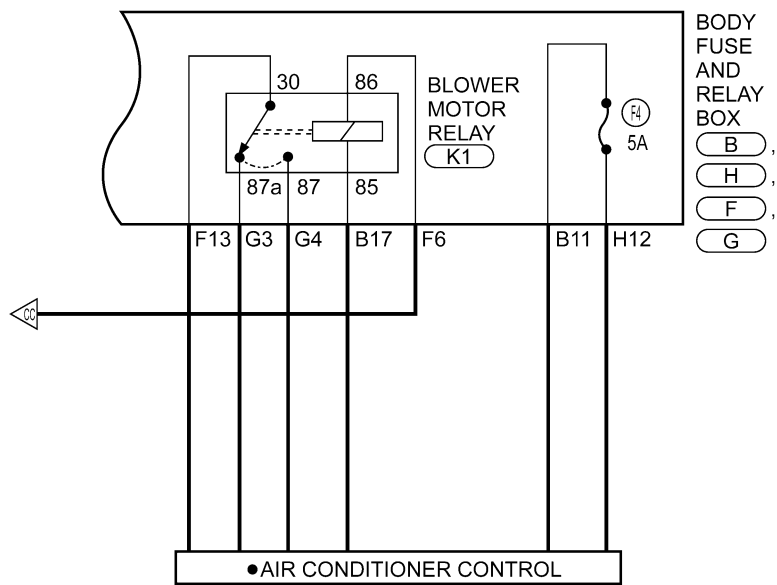 BODY
FUSE
AND
RELAY
BOX
B ,
H ,
F ,
G
30
86
BLOWER
MOTOR
RELAY
K1
F4
5A
87a
87
85
F13
G3
G4
B17
F6
B11
H12
CC
●AIR CONDITIONER CONTROL